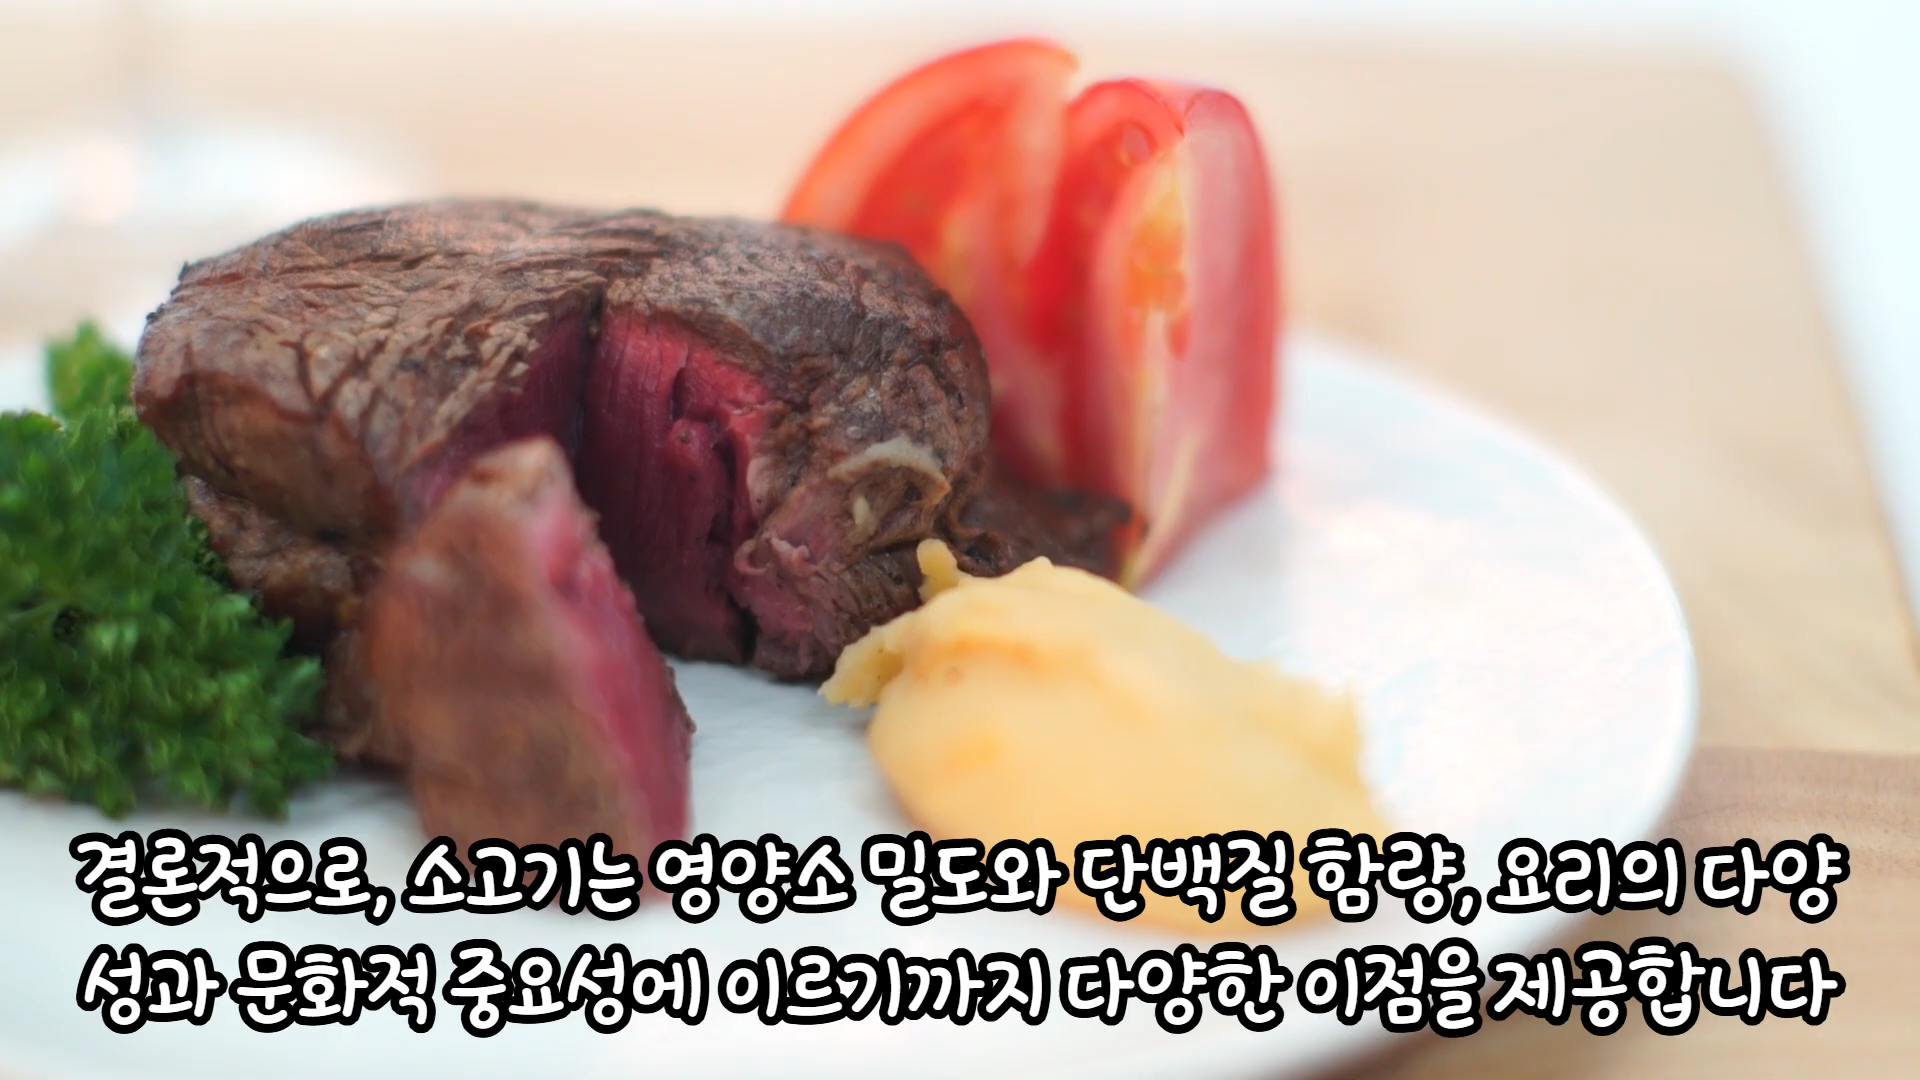 결론적으로, 소고기는 영양소 밀도와 단백질 함량, 요리의 다양
성과 문화적 중요성에 이르기까지 다양한 이점을 제공합니다